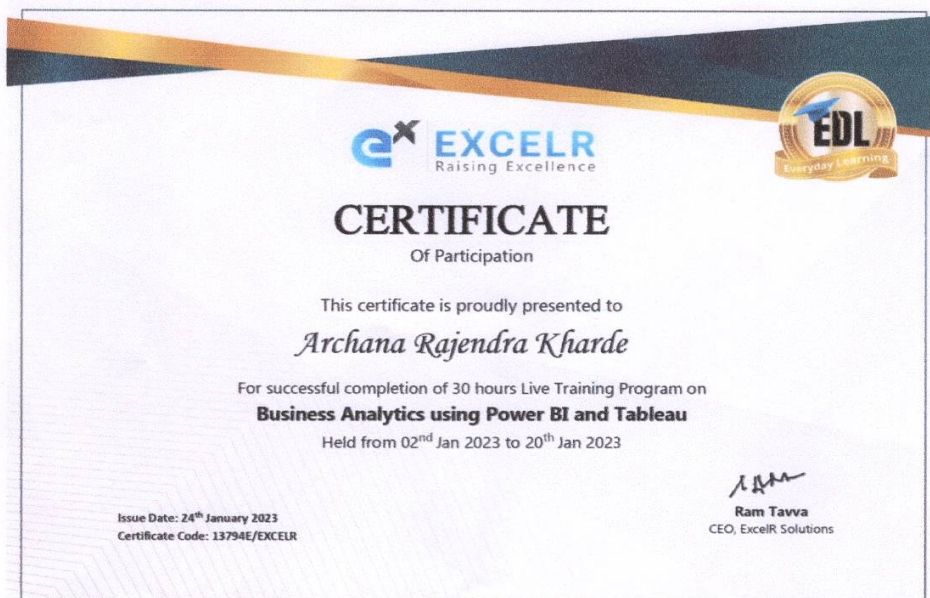 EXCELR
Raising Excellence
EDL
Everyday Learning
CERTIFICATE
Of Participation
This certificate is proudly presented to
Archana Rajendra Kharde
For successful completion of 30 hours Live Training Program on
Business Analytics using Power BI and Tableau
Held from 02nd Jan 2023 to 20th Jan 2023
Ram Tavva
CEO, ExcelR Solutions
Issue Date: 24th January 2023
Certificate Code: 13794E/EXCELR